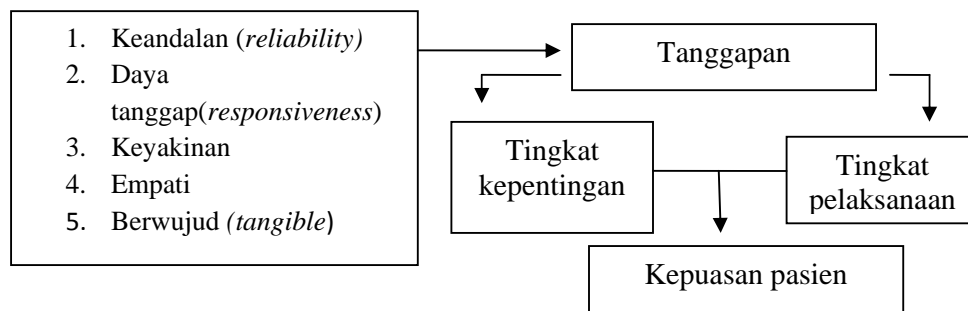 1. Keandalan (reliability)
2. Daya
tanggap(responsiveness)
3. Keyakinan
4. Empati
5. Berwujud (tangible)
Tanggapan
Tingkat
kepentingan
Tingkat
pelaksanaan
Kepuasan pasien